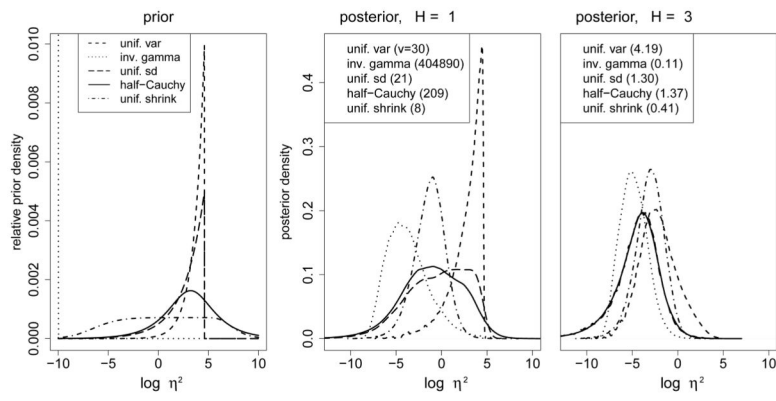 prior
posterior, H = 1
posterior, H = 3
relative prior density
0.010
0.008
0.006
0.004
0.002
0.000
unif. var
inv. gamma
unif. sd
half−Cauchy
unif. shrink
−10 −5 0 5 10
log η²
posterior density
0.4
0.3
0.2
0.1
0.0
unif. var (v=30)
inv. gamma (404890)
unif. sd (21)
half−Cauchy (209)
unif. shrink (8)
−10 −5 0 5 10
log η²
unif. var (4.19)
inv. gamma (0.11)
unif. sd (1.30)
half−Cauchy (1.37)
unif. shrink (0.41)
−10 −5 0 5 10
log η²